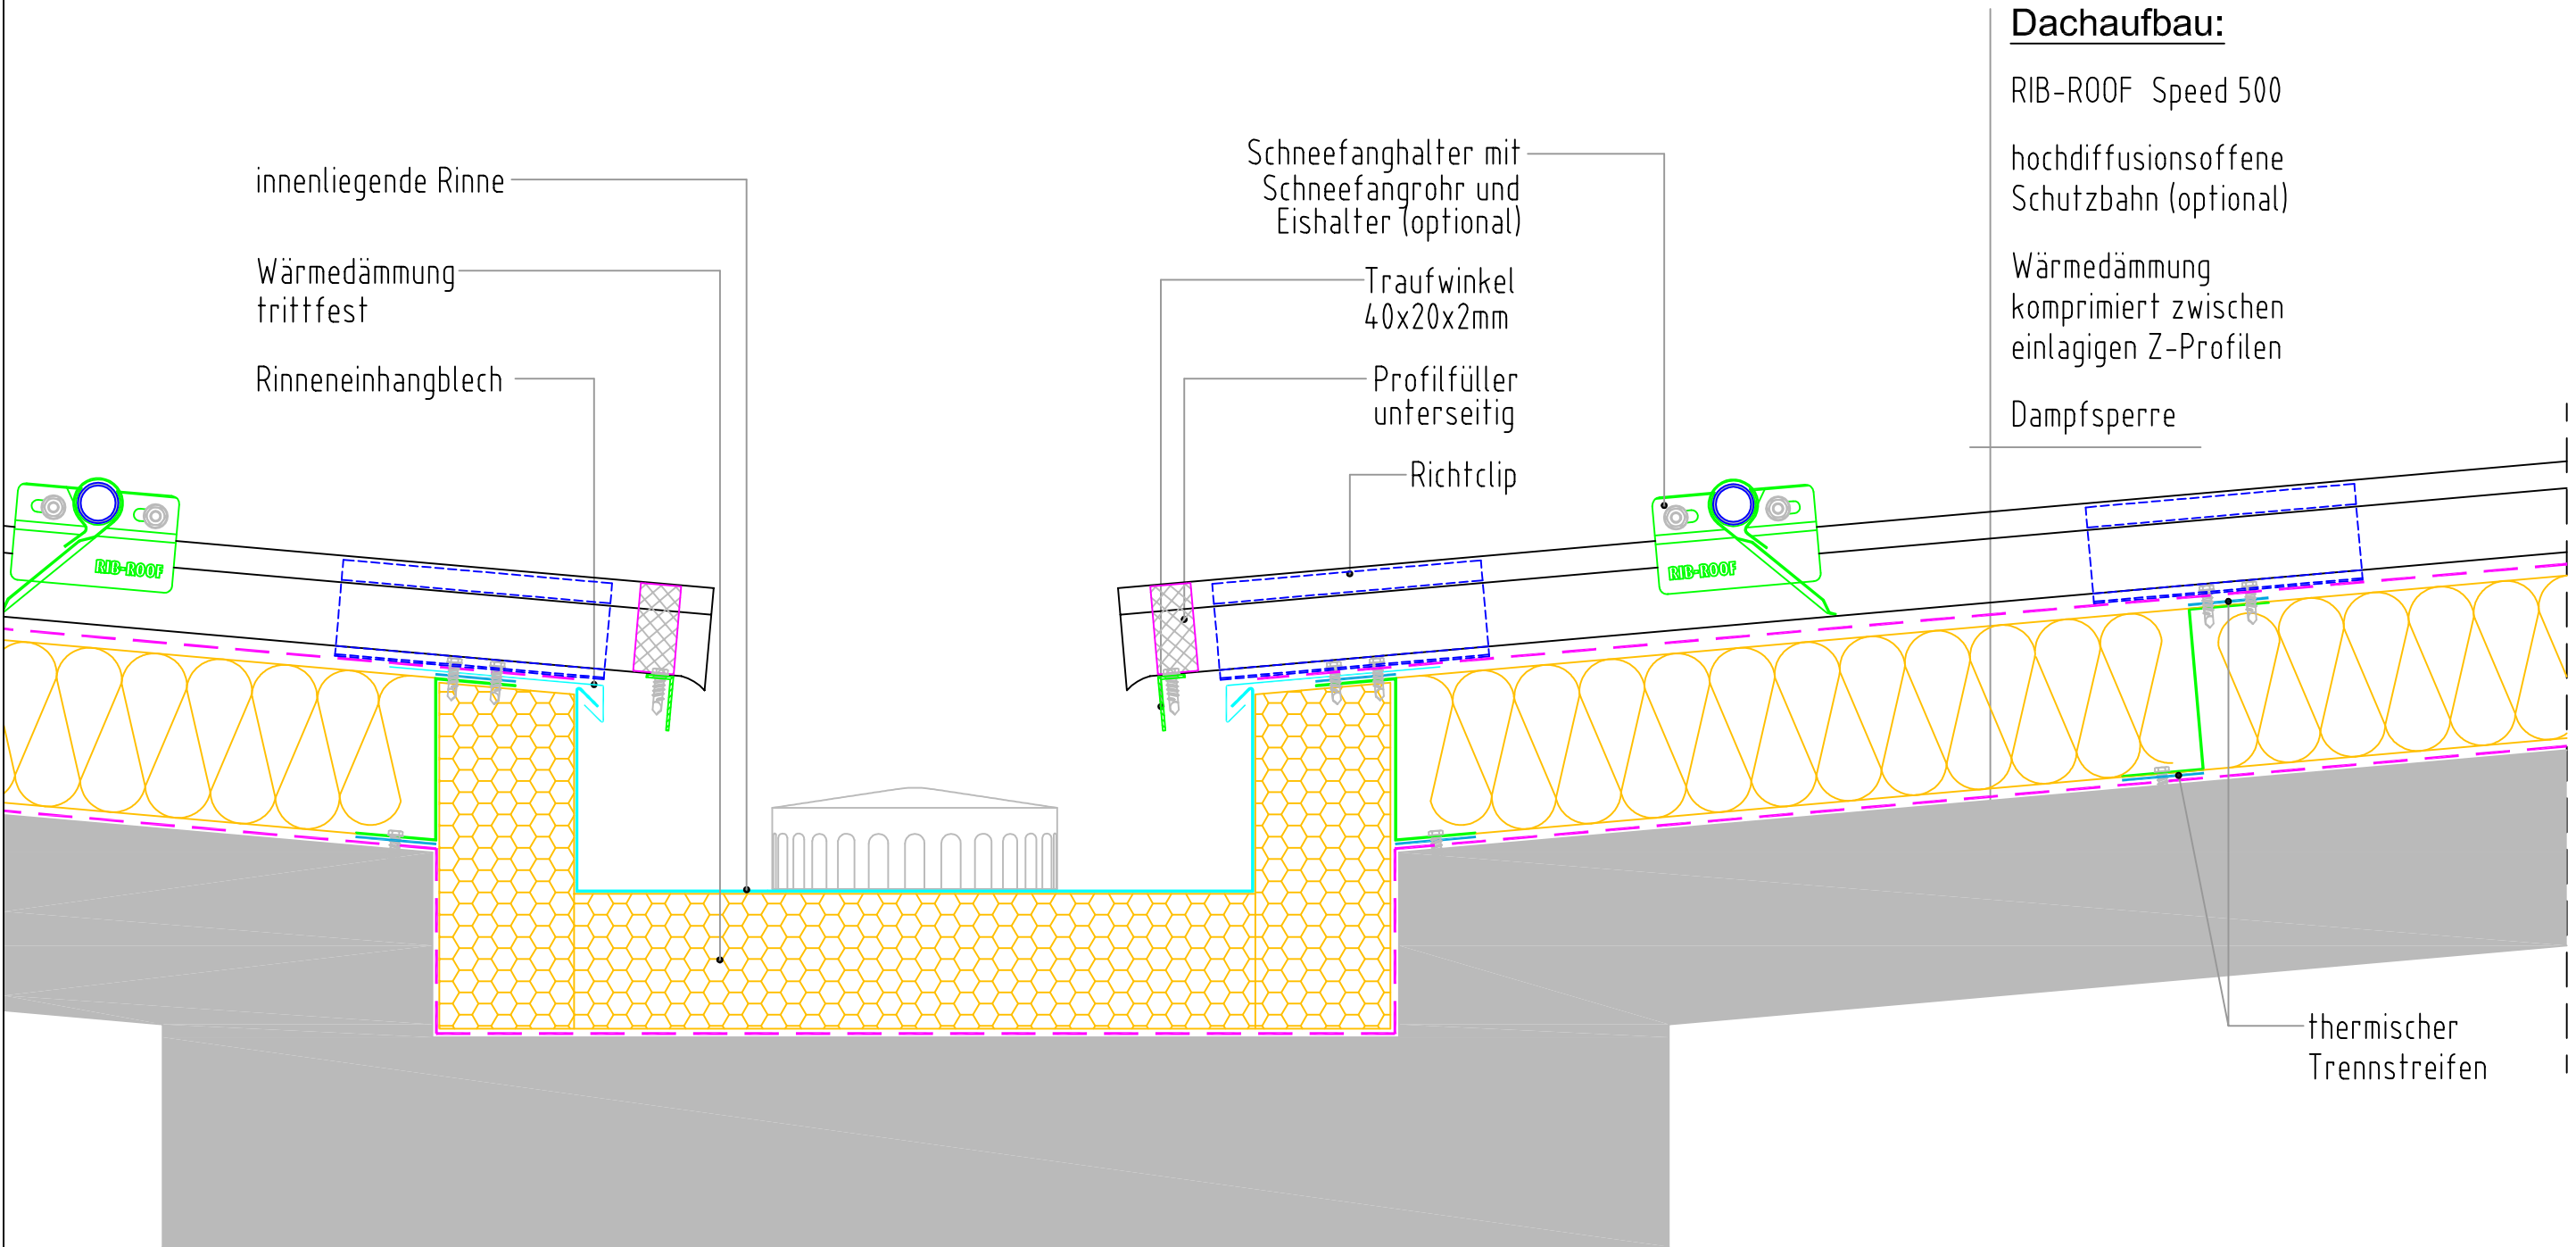 Dachaufbau:
RIB-ROOF Speed 500
hochdiffusionsoffene
Schutzbahn (optional)
Wärmedämmung
komprimiert zwischen
einlagigen Z-Profilen
Dampfsperre
innenliegende Rinne
Wärmedämmung
trittfest
Rinneneinhangblech
Schneefanghalter mit
Schneefangrohr und
Eishalter (optional)
Traufwinkel
40x20x2mm
Profilfüller
unterseitig
Richtclip
RIB-ROOF
RIB-ROOF
thermischer
Trennstreifen